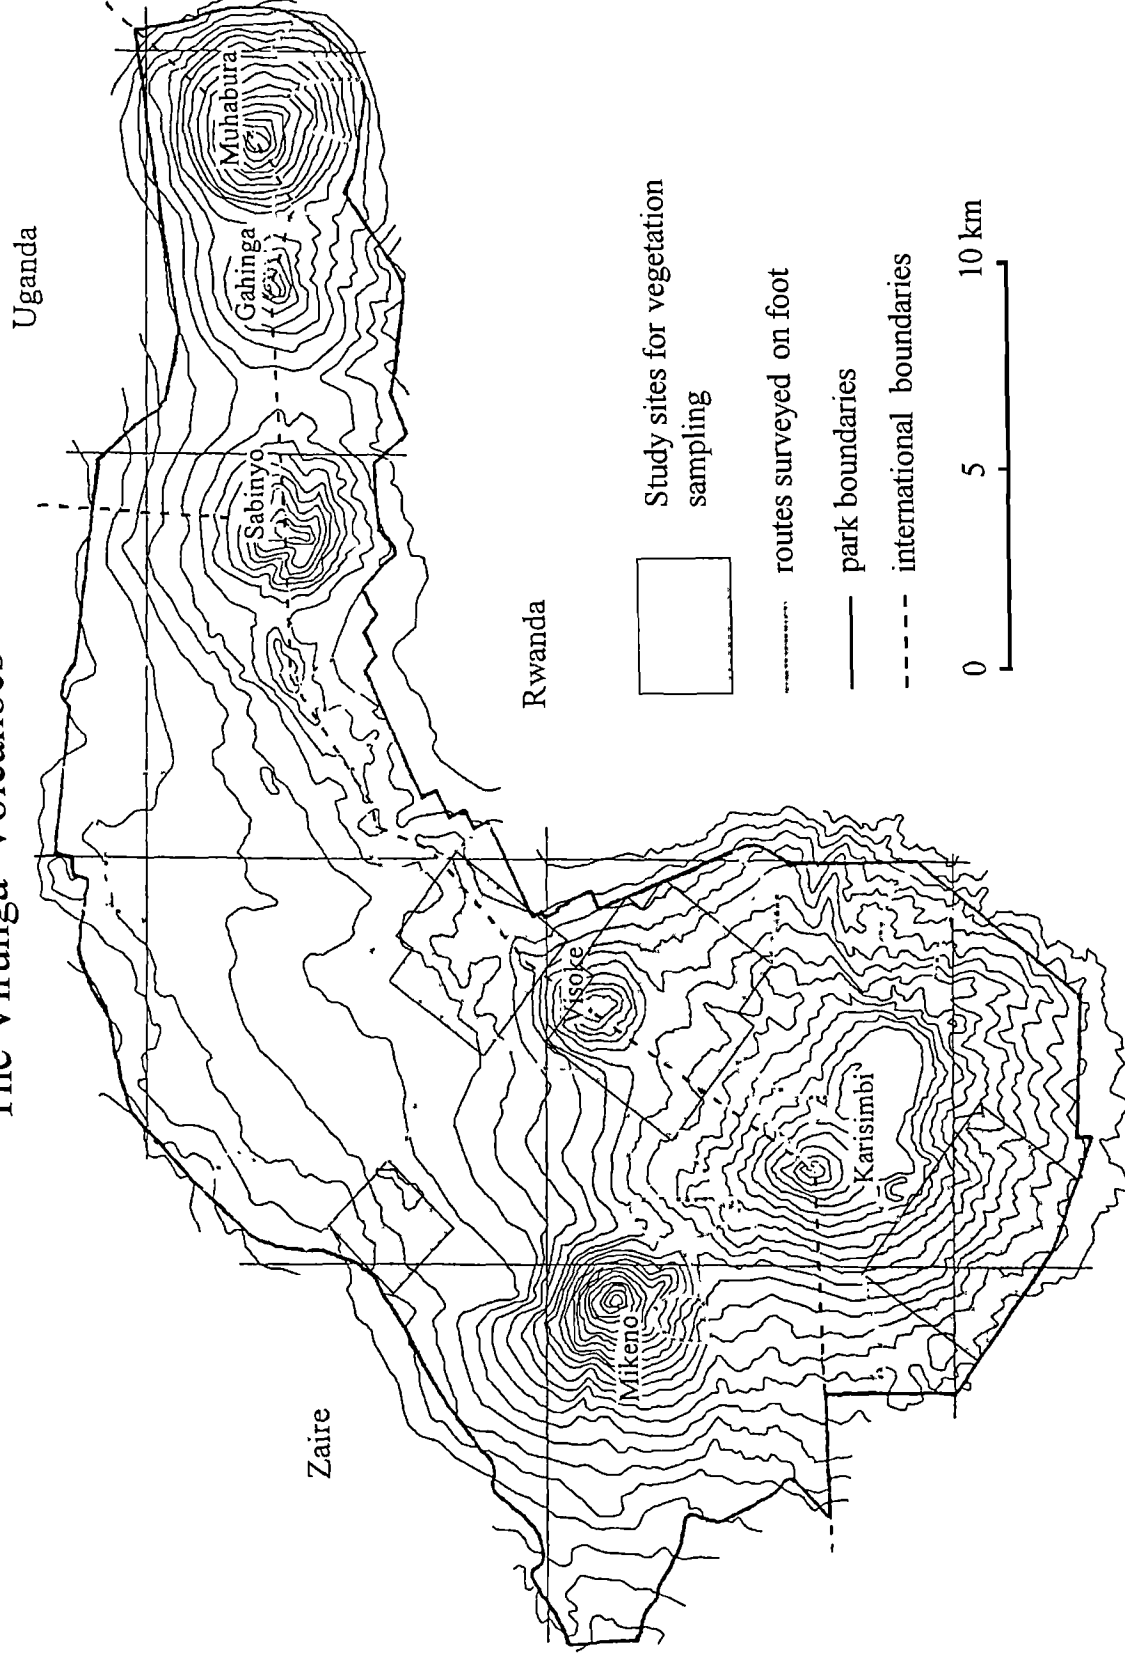 The Virunga Volcanoes
Uganda
Muhabura
Gahinga
Sabinyo
Rwanda
Zaire
Visoke
Mikeno
Karisimbi
Study sites for vegetation
sampling
routes surveyed on foot
park boundaries
international boundaries
0 5 10 km